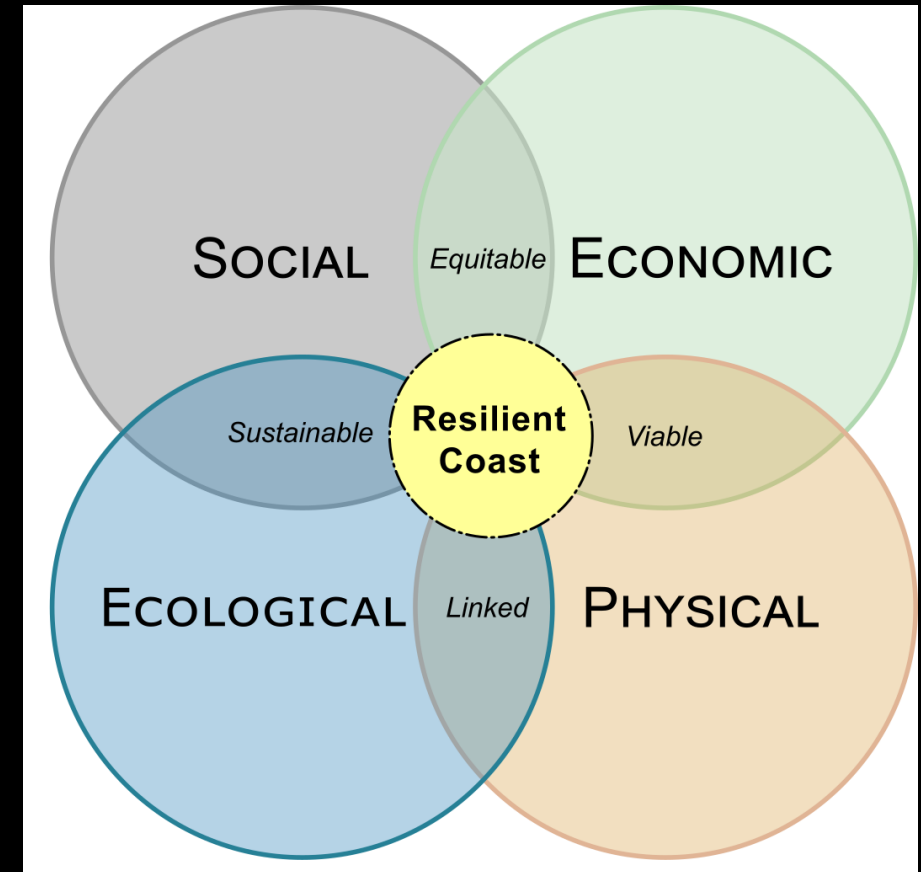 SOCIAL
Equitable
ECONOMIC
Sustainable
Resilient
Coast
Viable
ECOLOGICAL
Linked
PHYSICAL